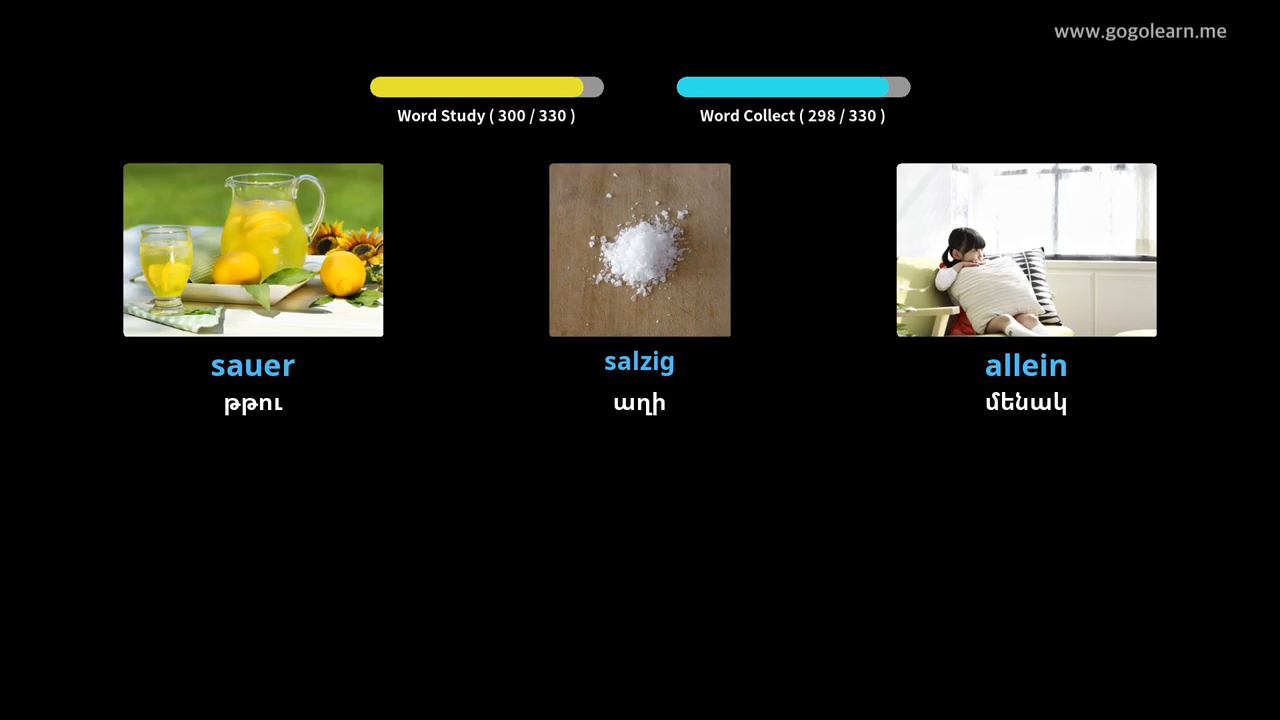 www.gogolearn.me
Word Study ( 300 / 330 )
Word Collect ( 298 / 330 )
sauer
թթու
salzig
աղի
allein
մենակ